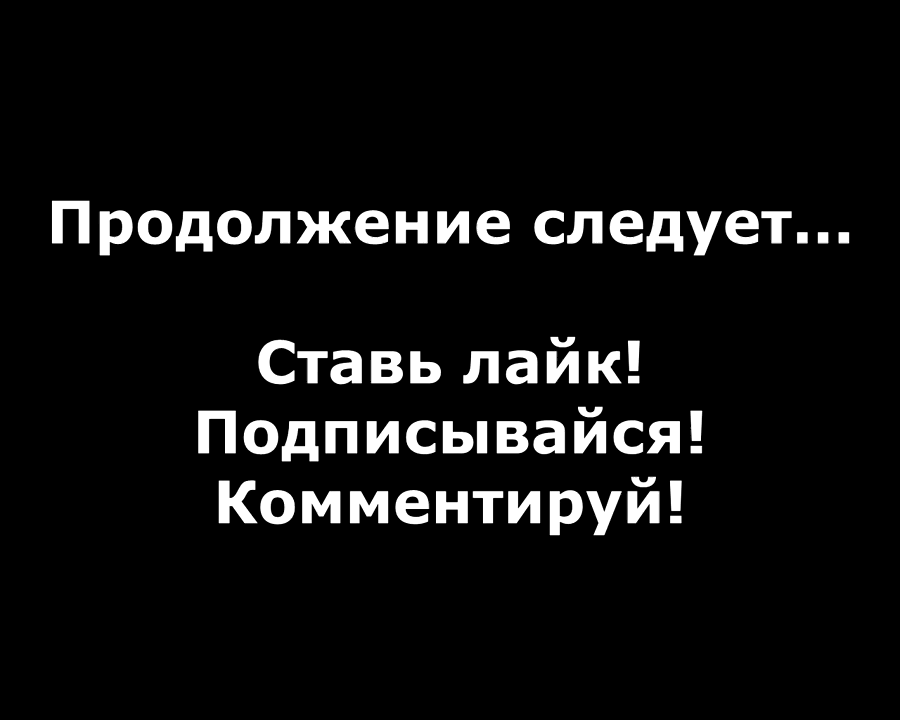 Продолжение следует...
Ставь лайк!
Подписывайся!
Комментируй!